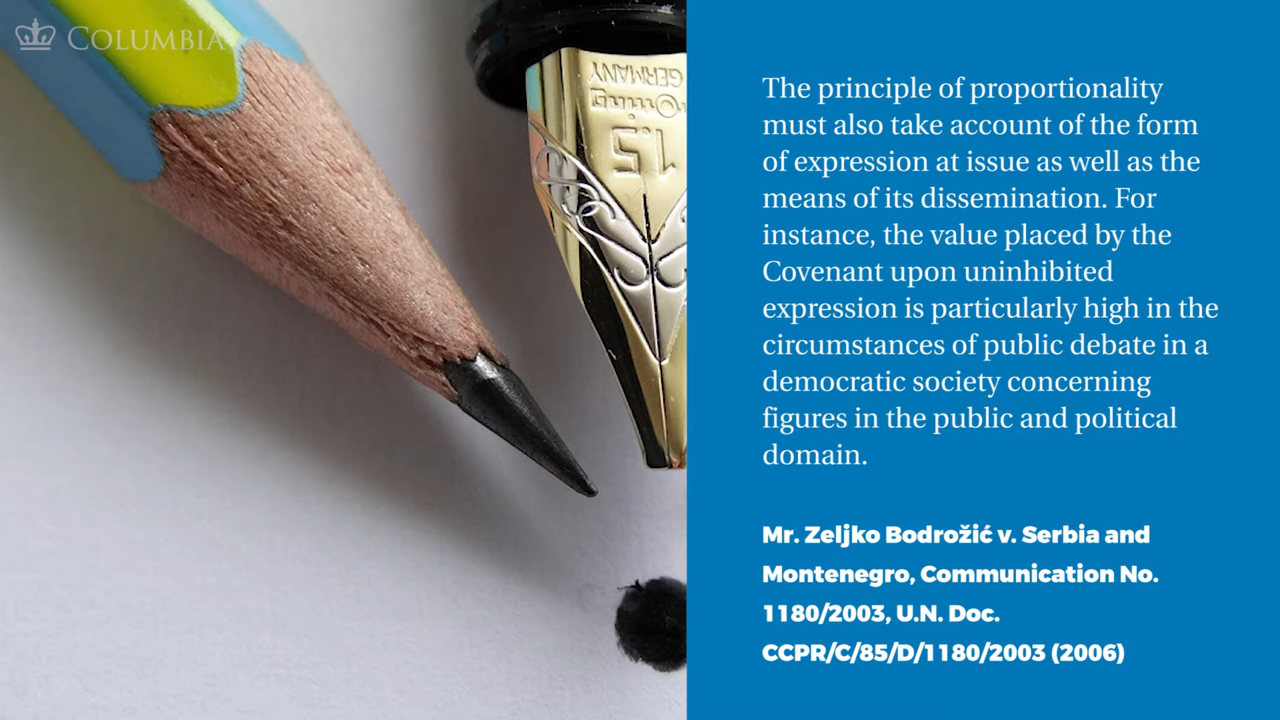 COLUMBIA
GERMANY
1.5
The principle of proportionality
must also take account of the form
of expression at issue as well as the
means of its dissemination. For
instance, the value placed by the
Covenant upon uninhibited
expression is particularly high in the
circumstances of public debate in a
democratic society concerning
figures in the public and political
domain.
Mr. Zeljko Bodrožić v. Serbia and
Montenegro, Communication No.
1180/2003, U.N. Doc.
CCPR/C/85/D/1180/2003 (2006)